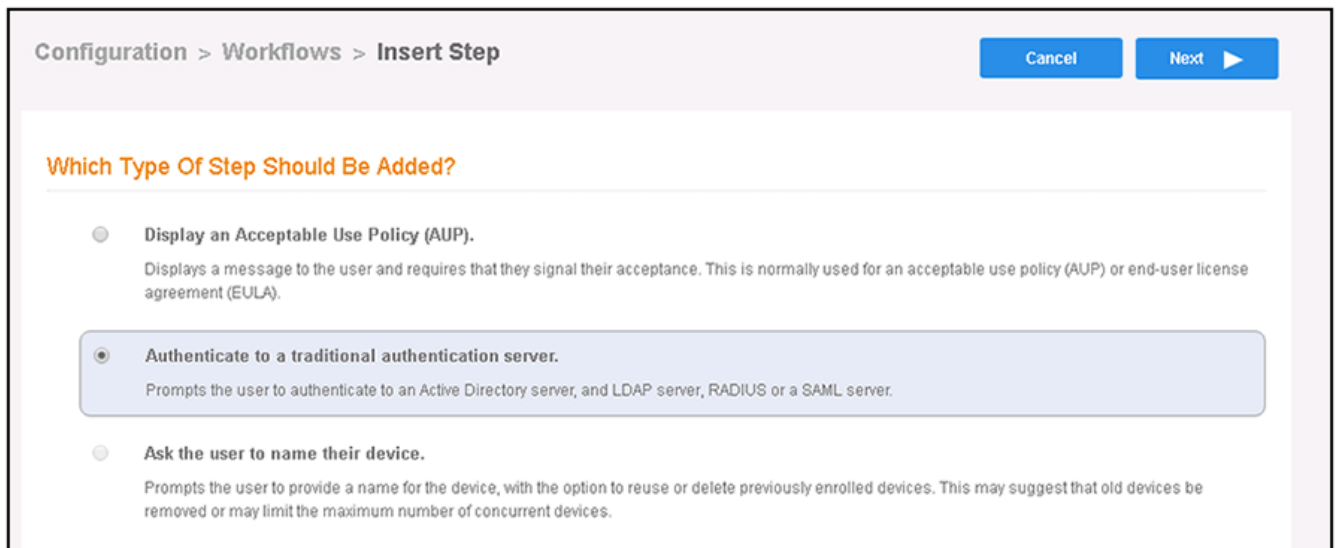 Configuration > Workflows > Insert Step
Cancel
Next
Which Type Of Step Should Be Added?
Display an Acceptable Use Policy (AUP).
Displays a message to the user and requires that they signal their acceptance. This is normally used for an acceptable use policy (AUP) or end-user license
agreement (EULA).
Authenticate to a traditional authentication server.
Prompts the user to authenticate to an Active Directory server, and LDAP server, RADIUS or a SAML server.
Ask the user to name their device.
Prompts the user to provide a name for the device, with the option to reuse or delete previously enrolled devices. This may suggest that old devices be
removed or may limit the maximum number of concurrent devices.